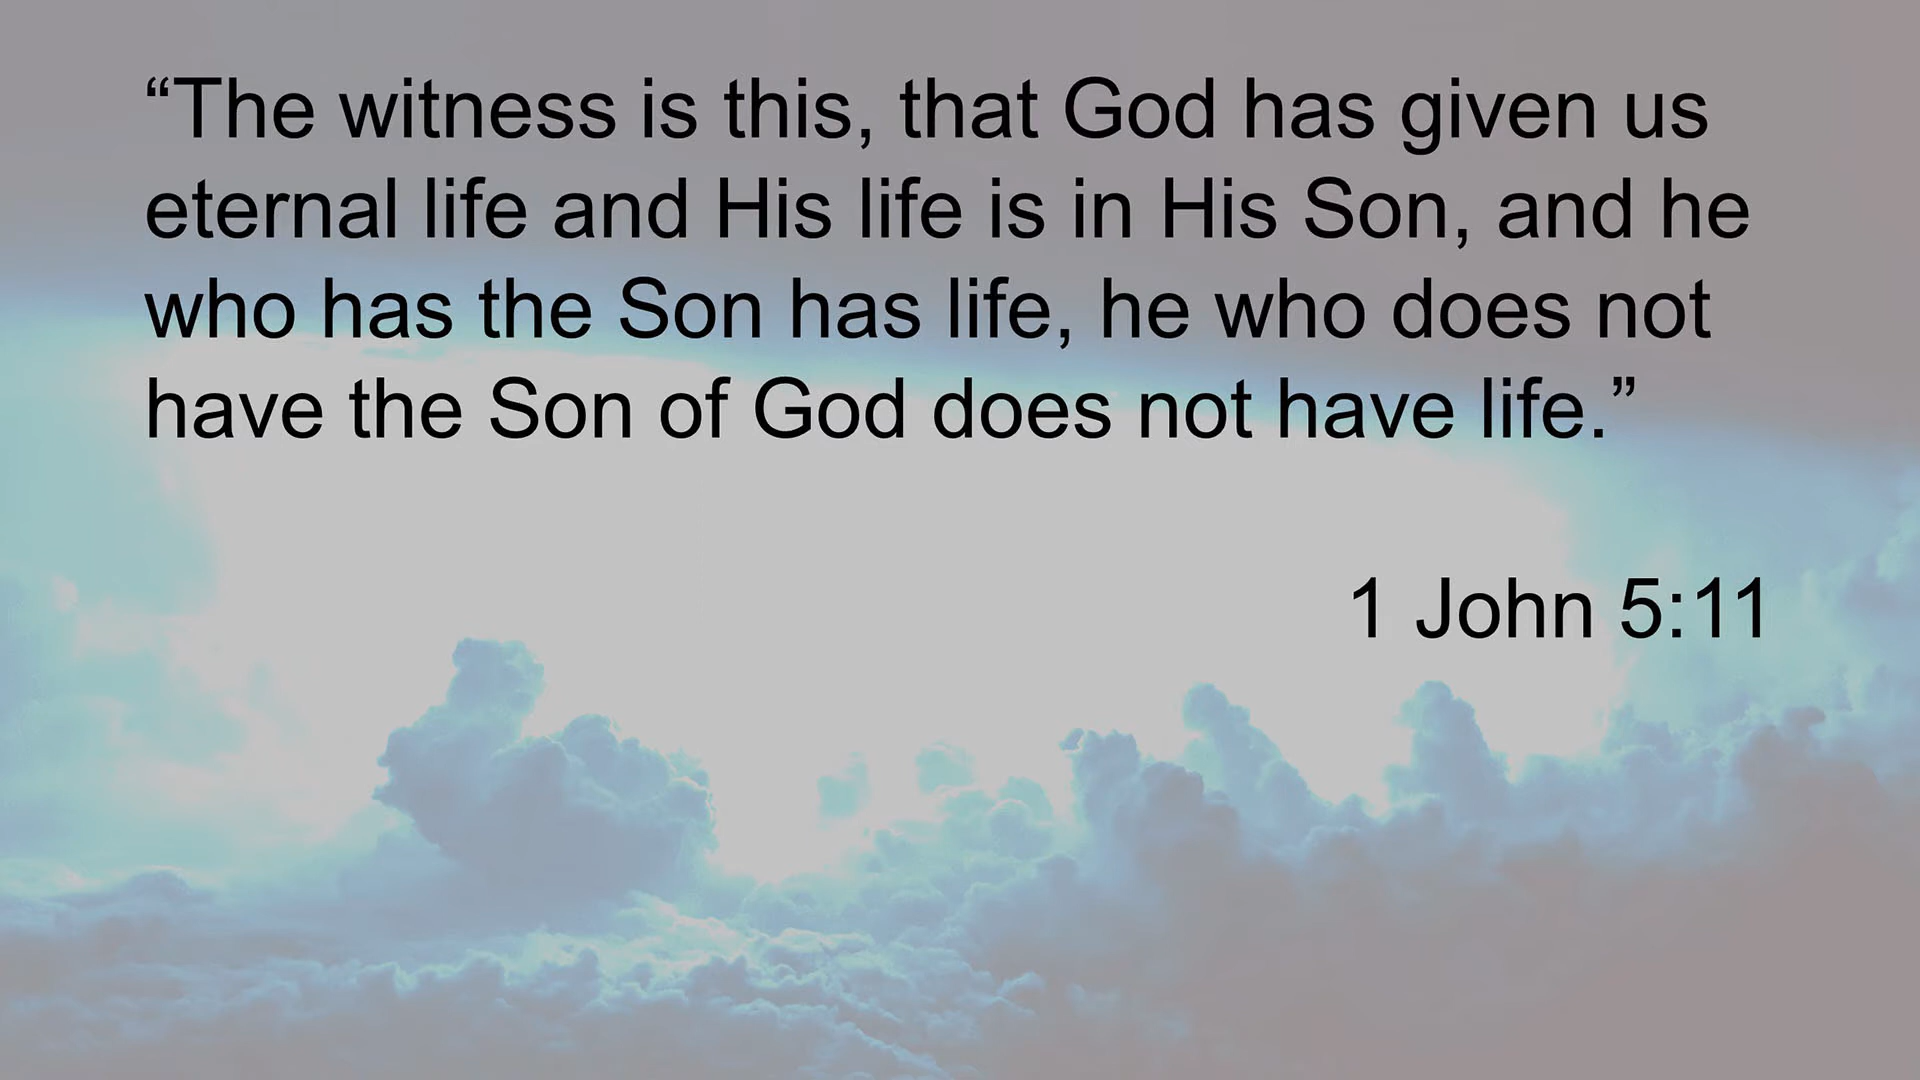 “The witness is this, that God has given us
eternal life and His life is in His Son, and he
who has the Son has life, he who does not
have the Son of God does not have life.”
1 John 5:11